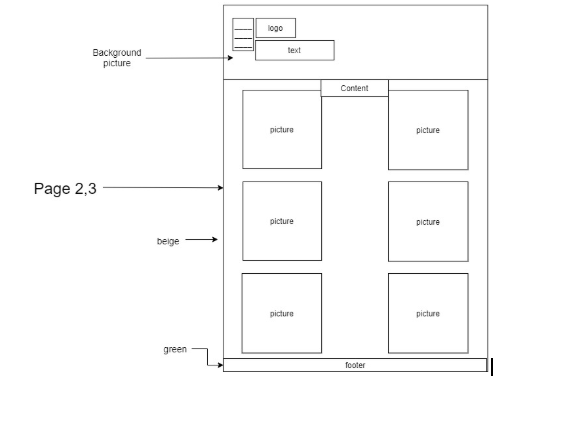 logo
text
Background
picture
Content
picture
picture
Page 2,3
picture
picture
beige
picture
picture
green
footer